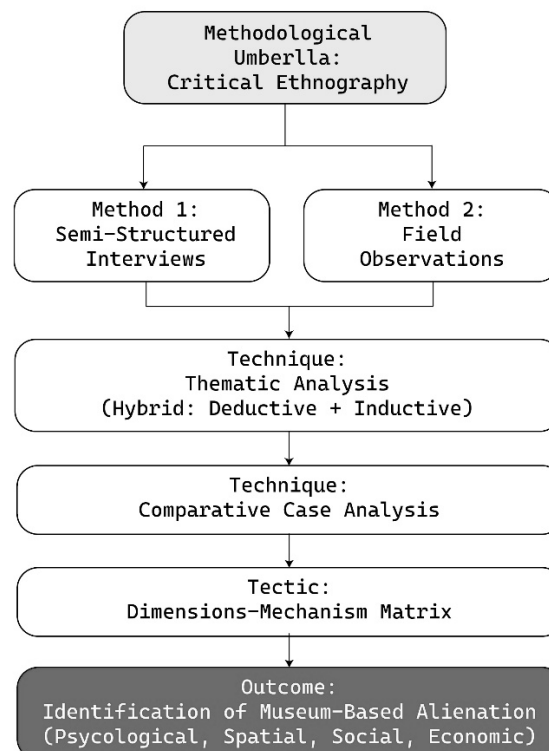 Methodological
Umberlla:
Critical Ethnography
Method 1:
Semi-Structured
Interviews
Method 2:
Field
Observations
Technique:
Thematic Analysis
(Hybrid: Deductive + Inductive)
Technique:
Comparative Case Analysis
Tectic:
Dimensions-Mechanism Matrix
Outcome:
Identification of Museum-Based Alienation
(Psycological, Spatial, Social, Economic)